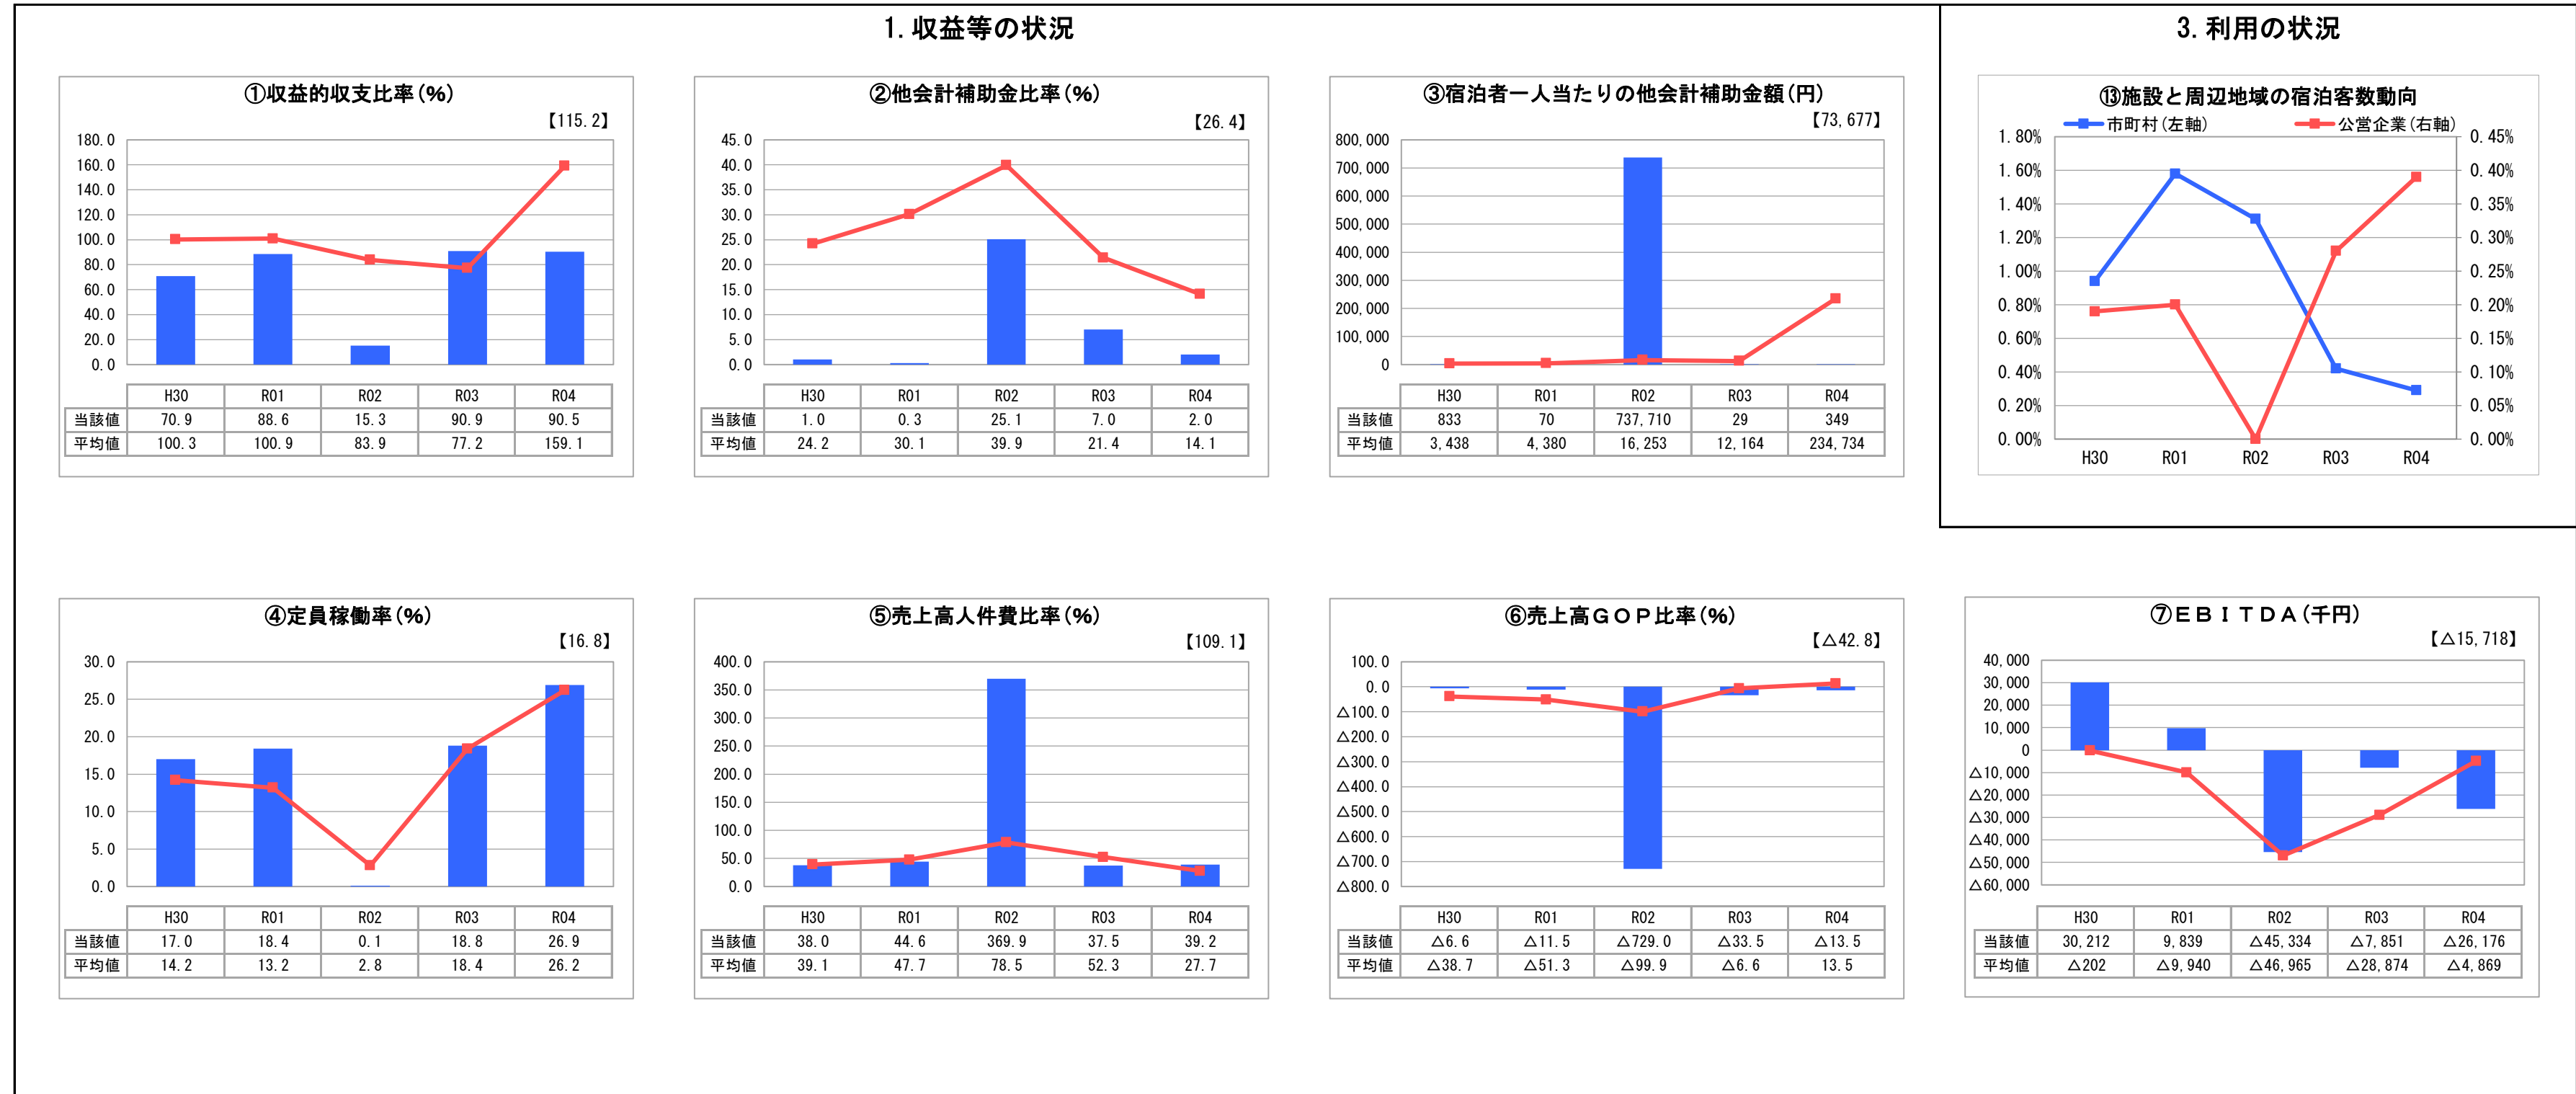 1. 収益等の状況
3. 利用の状況
①収益的収支比率(%)
【115.2】
180.0
160.0
140.0
120.0
100.0
80.0
60.0
40.0
20.0
0.0
H30 R01 R02 R03 R04
当該値 70.9 88.6 15.3 90.9 90.5
平均値 100.3 100.9 83.9 77.2 159.1
②他会計補助金比率(%)
【26.4】
45.0
40.0
35.0
30.0
25.0
20.0
15.0
10.0
5.0
0.0
H30 R01 R02 R03 R04
当該値 1.0 0.3 25.1 7.0 2.0
平均値 24.2 30.1 39.9 21.4 14.1
③宿泊者一人当たりの他会計補助金額(円)
【73,677】
800,000
700,000
600,000
500,000
400,000
300,000
200,000
100,000
0
H30 R01 R02 R03 R04
当該値 833 70 737,710 29 349
平均値 3,438 4,380 16,253 12,164 234,734
⑬施設と周辺地域の宿泊客数動向
市町村(左軸) 公営企業(右軸)
1.80% 0.45%
1.60% 0.40%
1.40% 0.35%
1.20% 0.30%
1.00% 0.25%
0.80% 0.20%
0.60% 0.15%
0.40% 0.10%
0.20% 0.05%
0.00% 0.00%
H30 R01 R02 R03 R04
④定員稼働率(%)
【16.8】
30.0
25.0
20.0
15.0
10.0
5.0
0.0
H30 R01 R02 R03 R04
当該値 17.0 18.4 0.1 18.8 26.9
平均値 14.2 13.2 2.8 18.4 26.2
⑤売上高人件費比率(%)
【109.1】
400.0
350.0
300.0
250.0
200.0
150.0
100.0
50.0
0.0
H30 R01 R02 R03 R04
当該値 38.0 44.6 369.9 37.5 39.2
平均値 39.1 47.7 78.5 52.3 27.7
⑥売上高ＧＯＰ比率(%)
【△42.8】
100.0
0.0
△100.0
△200.0
△300.0
△400.0
△500.0
△600.0
△700.0
△800.0
H30 R01 R02 R03 R04
当該値 △6.6 △11.5 △729.0 △33.5 △13.5
平均値 △38.7 △51.3 △99.9 △6.6 13.5
⑦ＥＢＩＴＤＡ(千円)
【△15,718】
40,000
30,000
20,000
10,000
0
△10,000
△20,000
△30,000
△40,000
△50,000
△60,000
H30 R01 R02 R03 R04
当該値 30,212 9,839 △45,334 △7,851 △26,176
平均値 △202 △9,940 △46,965 △28,874 △4,869